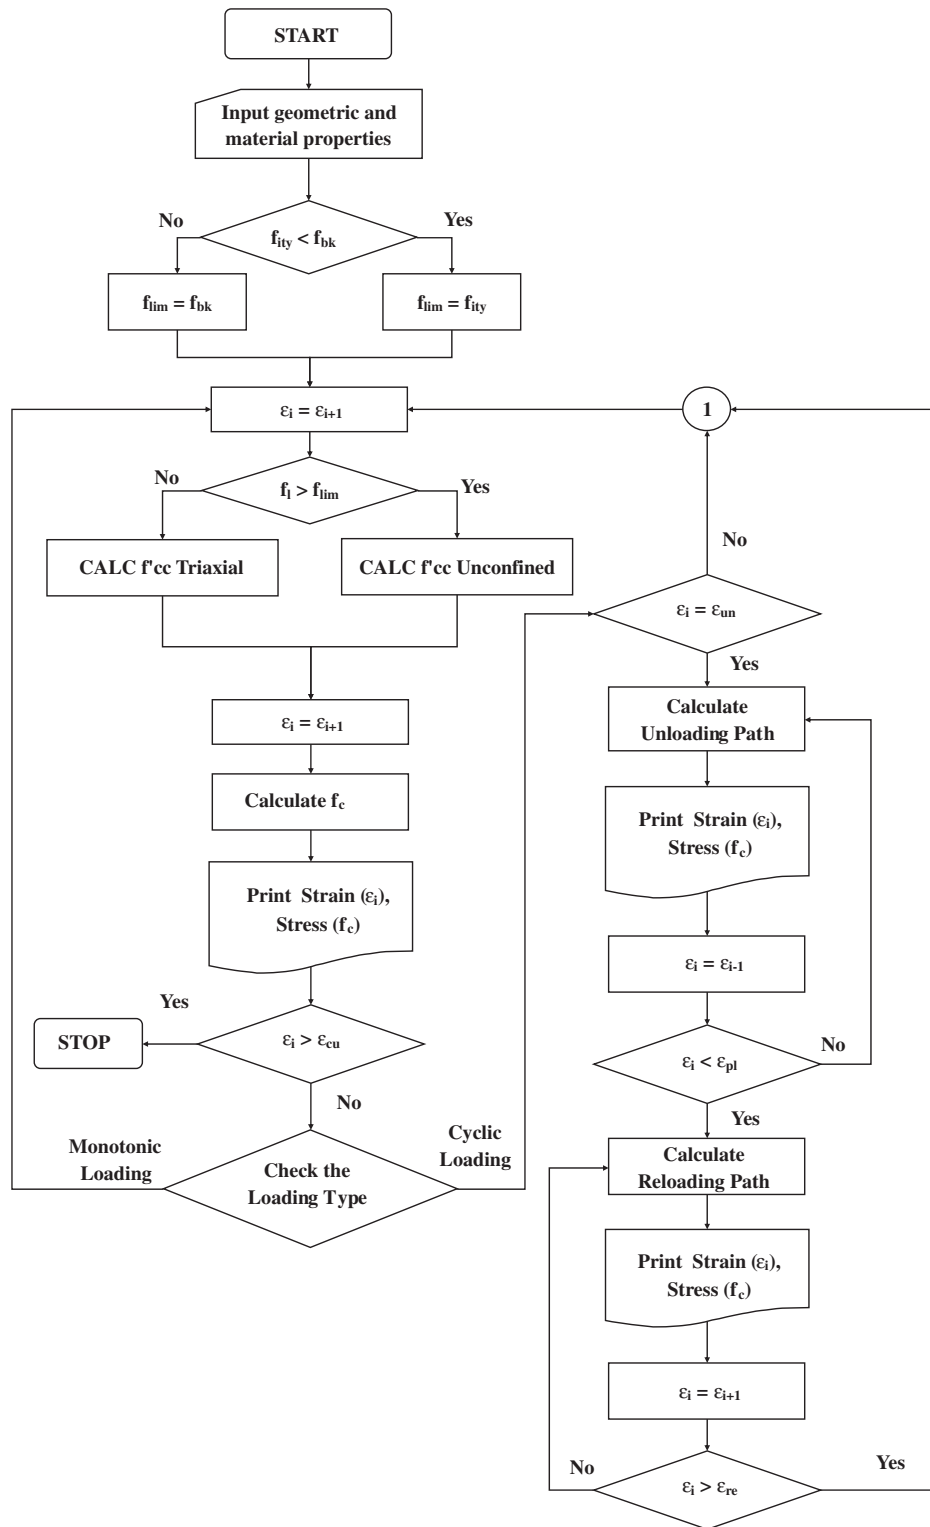 START
Input geometric and
material properties
No
Yes
f_ity < f_bk
f_lim = f_bk
f_lim = f_ity
ε_i = ε_i+1
1
No
f_l > f_lim
Yes
CALC f'cc Triaxial
CALC f'cc Unconfined
ε_i = ε_i+1
Calculate f_c
Print Strain (ε_i),
Stress (f_c)
Yes
ε_i > ε_cu
STOP
No
Monotonic
Loading
Check the
Loading Type
Cyclic
Loading
No
ε_i = ε_un
Yes
Calculate
Unloading Path
Print Strain (ε_i),
Stress (f_c)
ε_i = ε_i-1
ε_i < ε_pl
No
Yes
Calculate
Reloading Path
Print Strain (ε_i),
Stress (f_c)
ε_i = ε_i+1
No
ε_i > ε_re
Yes